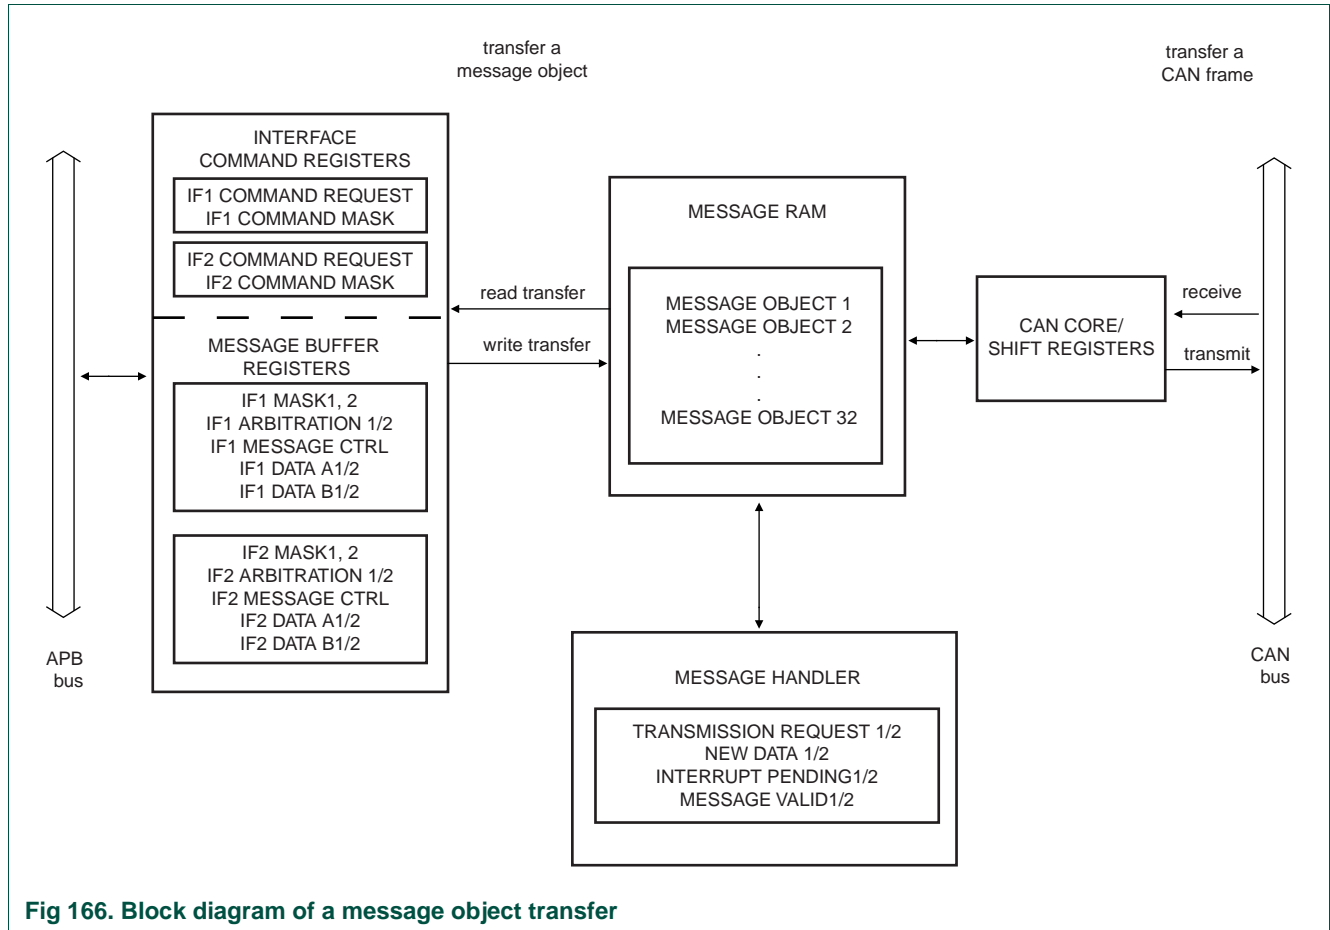 transfer a
message object
transfer a
CAN frame
INTERFACE
COMMAND REGISTERS
IF1 COMMAND REQUEST
IF1 COMMAND MASK
IF2 COMMAND REQUEST
IF2 COMMAND MASK
MESSAGE BUFFER
REGISTERS
IF1 MASK1, 2
IF1 ARBITRATION 1/2
IF1 MESSAGE CTRL
IF1 DATA A1/2
IF1 DATA B1/2
IF2 MASK1, 2
IF2 ARBITRATION 1/2
IF2 MESSAGE CTRL
IF2 DATA A1/2
IF2 DATA B1/2
APB
bus
read transfer
write transfer
MESSAGE RAM
MESSAGE OBJECT 1
MESSAGE OBJECT 2
.
.
.
MESSAGE OBJECT 32
CAN CORE/
SHIFT REGISTERS
receive
transmit
CAN
bus
MESSAGE HANDLER
TRANSMISSION REQUEST 1/2
NEW DATA 1/2
INTERRUPT PENDING1/2
MESSAGE VALID1/2
Fig 166. Block diagram of a message object transfer